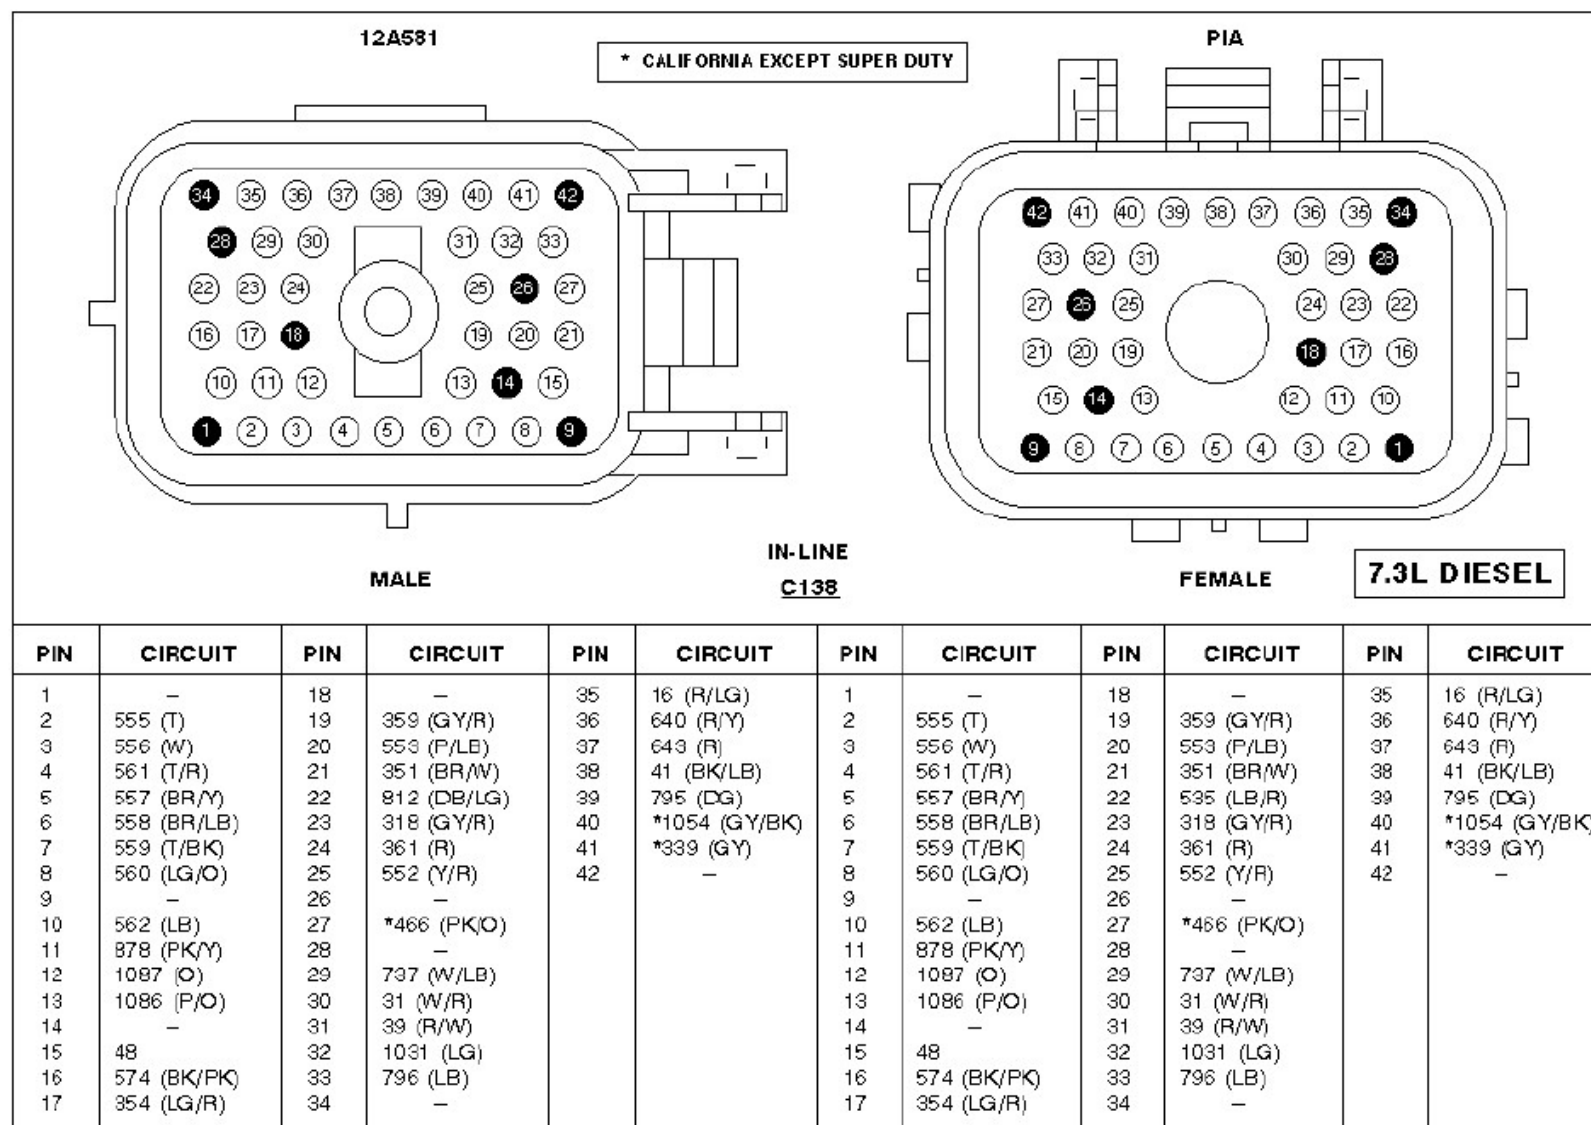 12A581
PIA
* CALIFORNIA EXCEPT SUPER DUTY
34 35 36 37 38 39 40 41 42
28 29 30 31 32 33
22 23 24 25 26 27
16 17 18 19 20 21
10 11 12 13 14 15
1 2 3 4 5 6 7 8 9
42 41 40 39 38 37 36 35 34
33 32 31 30 29 28
27 26 25 24 23 22
21 20 19 18 17 16
15 14 13 12 11 10
9 8 7 6 5 4 3 2 1
IN-LINE
C138
MALE
FEMALE
7.3L DIESEL
PIN CIRCUIT PIN CIRCUIT PIN CIRCUIT PIN CIRCUIT PIN CIRCUIT PIN CIRCUIT
1 – 18 – 35 16 (R/LG) 1 – 18 – 35 16 (R/LG)
2 555 (T) 19 359 (GY/R) 36 640 (R/Y) 2 555 (T) 19 359 (GY/R) 36 640 (R/Y)
3 556 (W) 20 553 (P/LB) 37 643 (R) 3 556 (W) 20 553 (P/LB) 37 643 (R)
4 561 (T/R) 21 351 (BR/W) 38 41 (BK/LB) 4 561 (T/R) 21 351 (BR/W) 38 41 (BK/LB)
5 557 (BR/Y) 22 812 (DB/LG) 39 795 (DG) 5 557 (BR/Y) 22 535 (LB/R) 39 795 (DG)
6 558 (BR/LB) 23 318 (GY/R) 40 *1054 (GY/BK) 6 558 (BR/LB) 23 318 (GY/R) 40 *1054 (GY/BK)
7 559 (T/BK) 24 361 (R) 41 *339 (GY) 7 559 (T/BK) 24 361 (R) 41 *339 (GY)
8 560 (LG/O) 25 552 (Y/R) 42 – 8 560 (LG/O) 25 552 (Y/R) 42 –
9 – 26 – 9 – 26 –
10 562 (LB) 27 *466 (PK/O) 10 562 (LB) 27 *466 (PK/O)
11 878 (PK/Y) 28 – 11 878 (PK/Y) 28 –
12 1087 (O) 29 737 (W/LB) 12 1087 (O) 29 737 (W/LB)
13 1086 (P/O) 30 31 (W/R) 13 1086 (P/O) 30 31 (W/R)
14 – 31 39 (R/W) 14 – 31 39 (R/W)
15 48 32 1031 (LG) 15 48 32 1031 (LG)
16 574 (BK/PK) 33 796 (LB) 16 574 (BK/PK) 33 796 (LB)
17 354 (LG/R) 34 – 17 354 (LG/R) 34 –